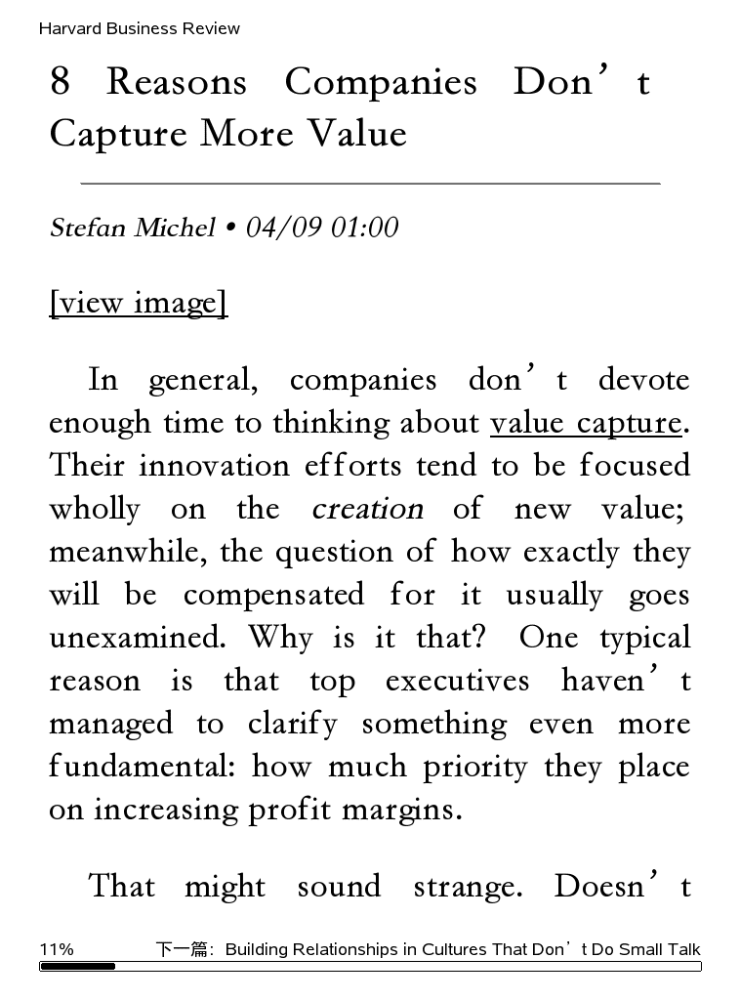 Harvard Business Review
8 Reasons Companies Don’t
Capture More Value
Stefan Michel • 04/09 01:00
[view image]
In general, companies don’t devote
enough time to thinking about value capture.
Their innovation efforts tend to be focused
wholly on the creation of new value;
meanwhile, the question of how exactly they
will be compensated for it usually goes
unexamined. Why is it that? One typical
reason is that top executives haven’t
managed to clarify something even more
fundamental: how much priority they place
on increasing profit margins.
That might sound strange. Doesn’t
11% 下一篇：Building Relationships in Cultures That Don’t Do Small Talk